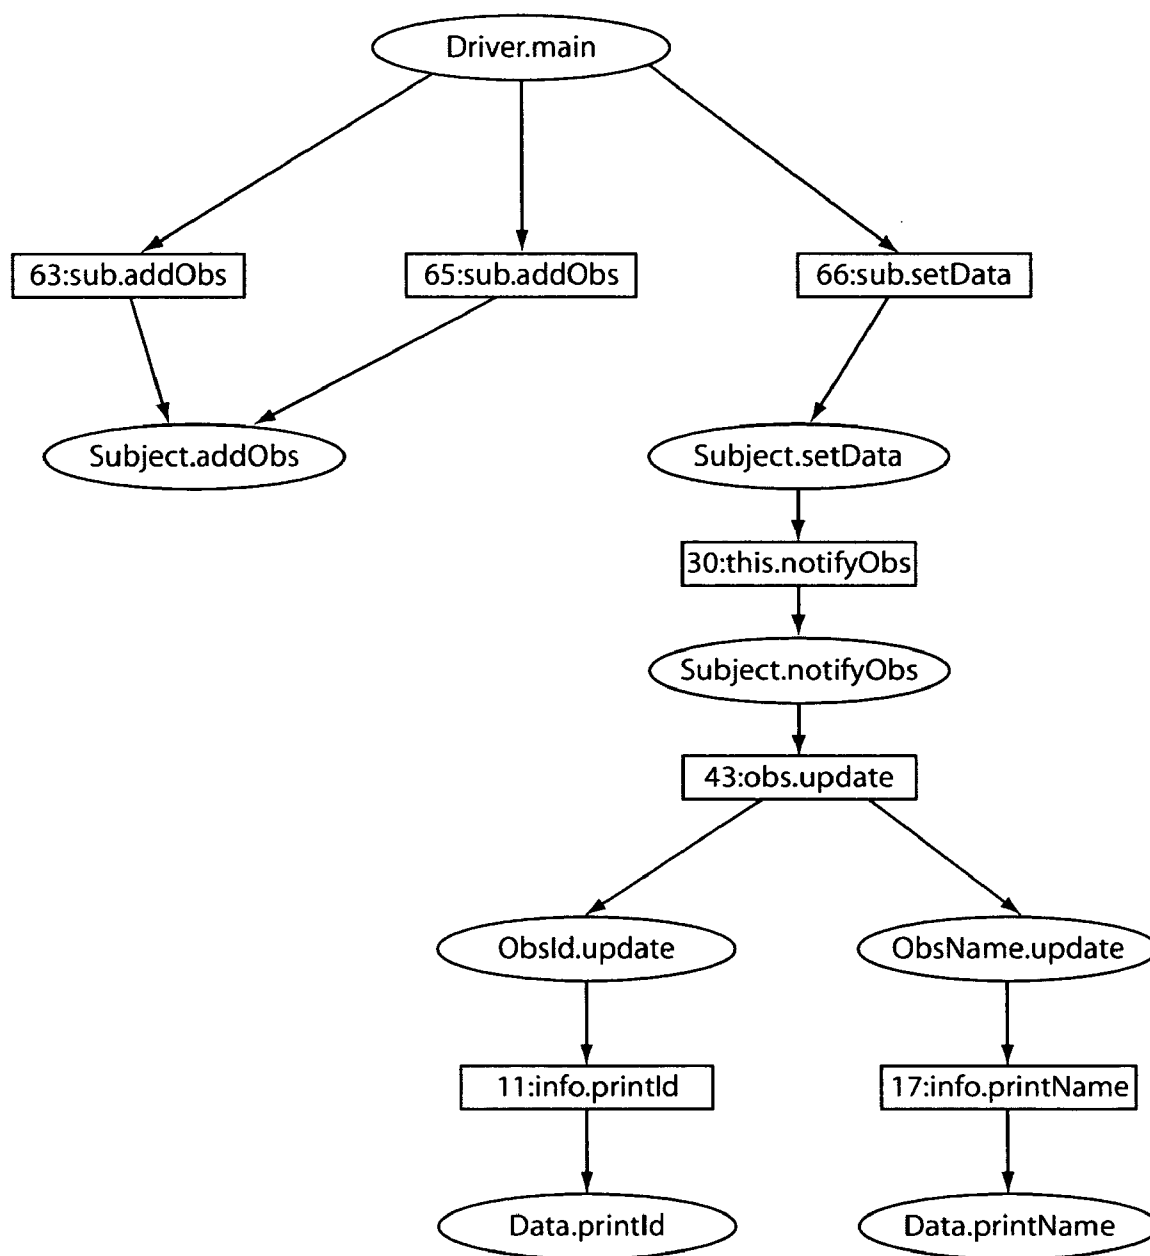 Driver.main
63:sub.addObs
65:sub.addObs
66:sub.setData
Subject.addObs
Subject.setData
30:this.notifyObs
Subject.notifyObs
43:obs.update
ObsId.update
ObsName.update
11:info.printId
17:info.printName
Data.printId
Data.printName